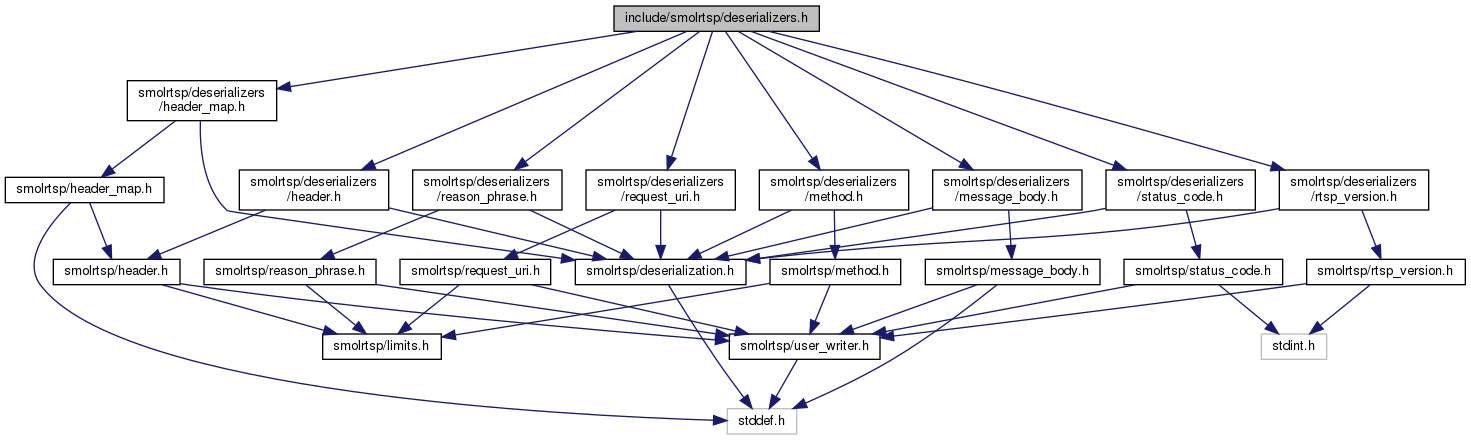 include/smolrtsp/deserializers.h
smolrtsp/deserializers
/header_map.h
smolrtsp/header_map.h
smolrtsp/deserializers
/header.h
smolrtsp/deserializers
/reason_phrase.h
smolrtsp/deserializers
/request_uri.h
smolrtsp/deserializers
/method.h
smolrtsp/deserializers
/message_body.h
smolrtsp/deserializers
/status_code.h
smolrtsp/deserializers
/rtsp_version.h
smolrtsp/header.h
smolrtsp/reason_phrase.h
smolrtsp/request_uri.h
smolrtsp/deserialization.h
smolrtsp/method.h
smolrtsp/message_body.h
smolrtsp/status_code.h
smolrtsp/rtsp_version.h
smolrtsp/limits.h
smolrtsp/user_writer.h
stdint.h
stddef.h